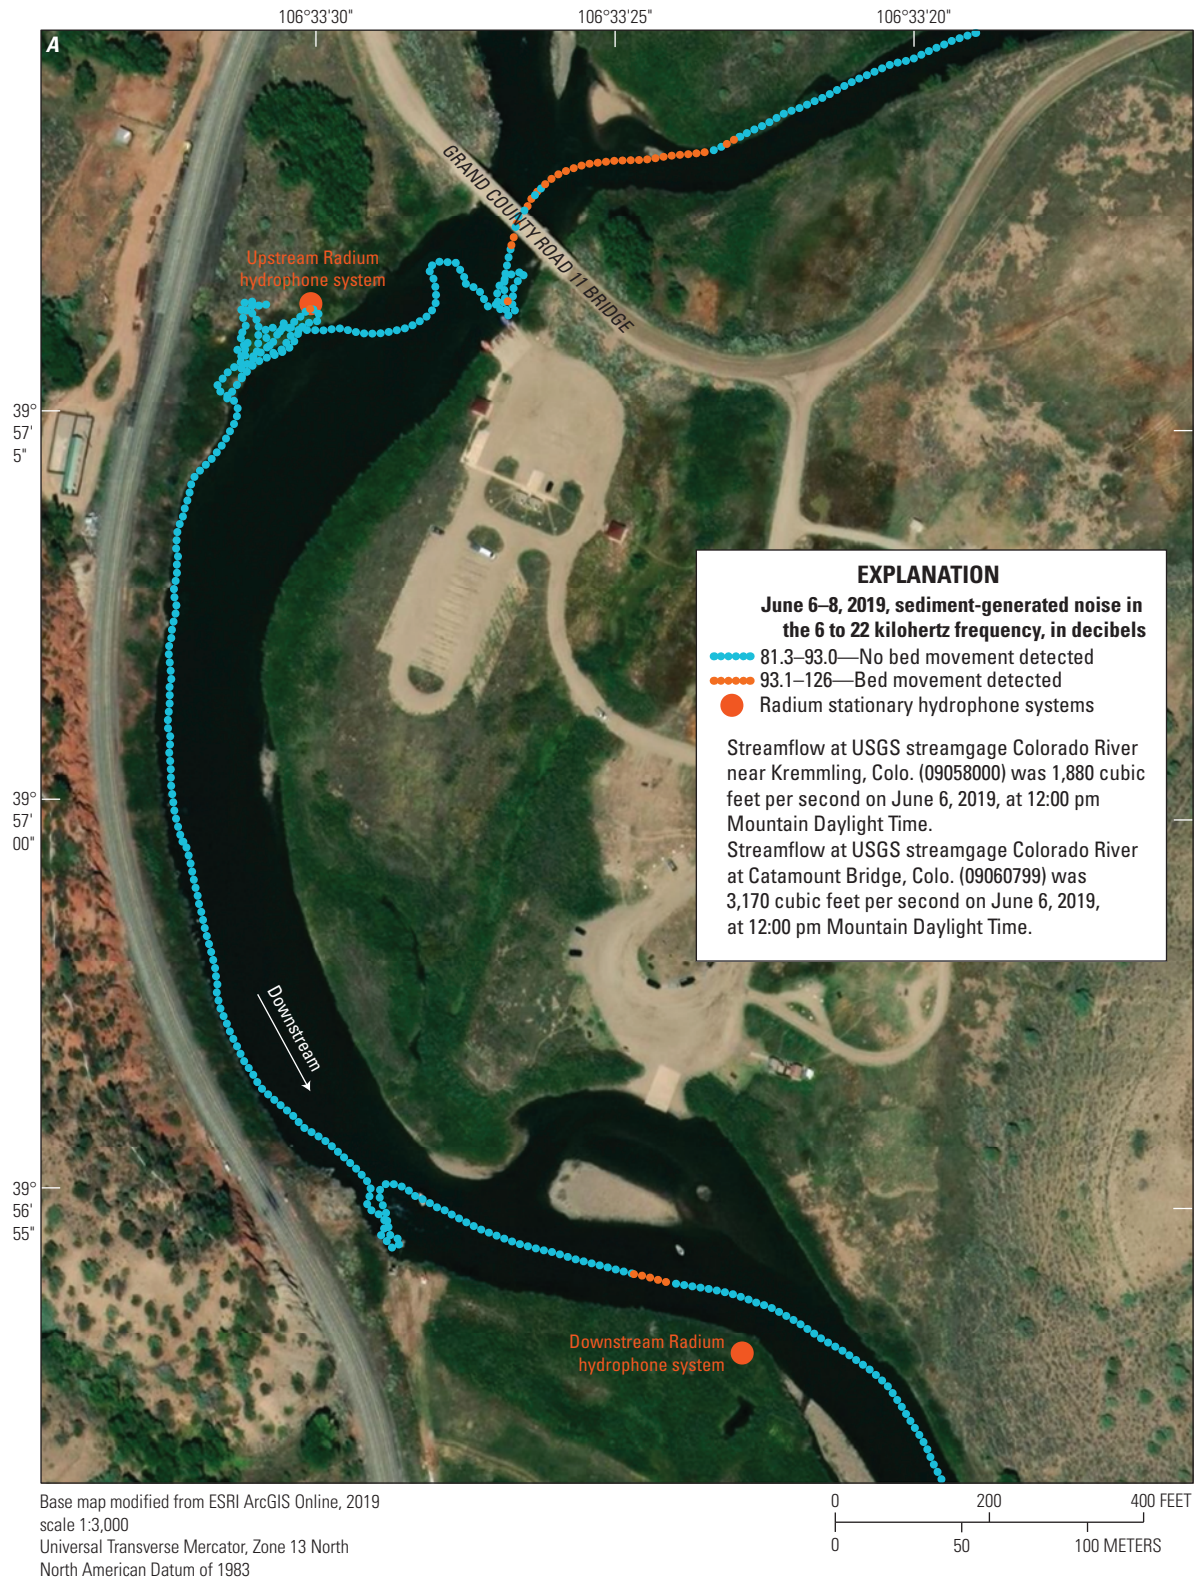 106°33'30"
106°33'25"
106°33'20"
A
GRAND COUNTY ROAD 11 BRIDGE
Upstream Radium
hydrophone system
39°
57'
5"
EXPLANATION
June 6–8, 2019, sediment-generated noise in
the 6 to 22 kilohertz frequency, in decibels
81.3–93.0—No bed movement detected
93.1–126—Bed movement detected
Radium stationary hydrophone systems
Streamflow at USGS streamgage Colorado River
near Kremmling, Colo. (09058000) was 1,880 cubic
feet per second on June 6, 2019, at 12:00 pm
Mountain Daylight Time.
Streamflow at USGS streamgage Colorado River
at Catamount Bridge, Colo. (09060799) was
3,170 cubic feet per second on June 6, 2019,
at 12:00 pm Mountain Daylight Time.
39°
57'
00"
Downstream
39°
56'
55"
Downstream Radium
hydrophone system
Base map modified from ESRI ArcGIS Online, 2019
scale 1:3,000
Universal Transverse Mercator, Zone 13 North
North American Datum of 1983
0 200 400 FEET
0 50 100 METERS